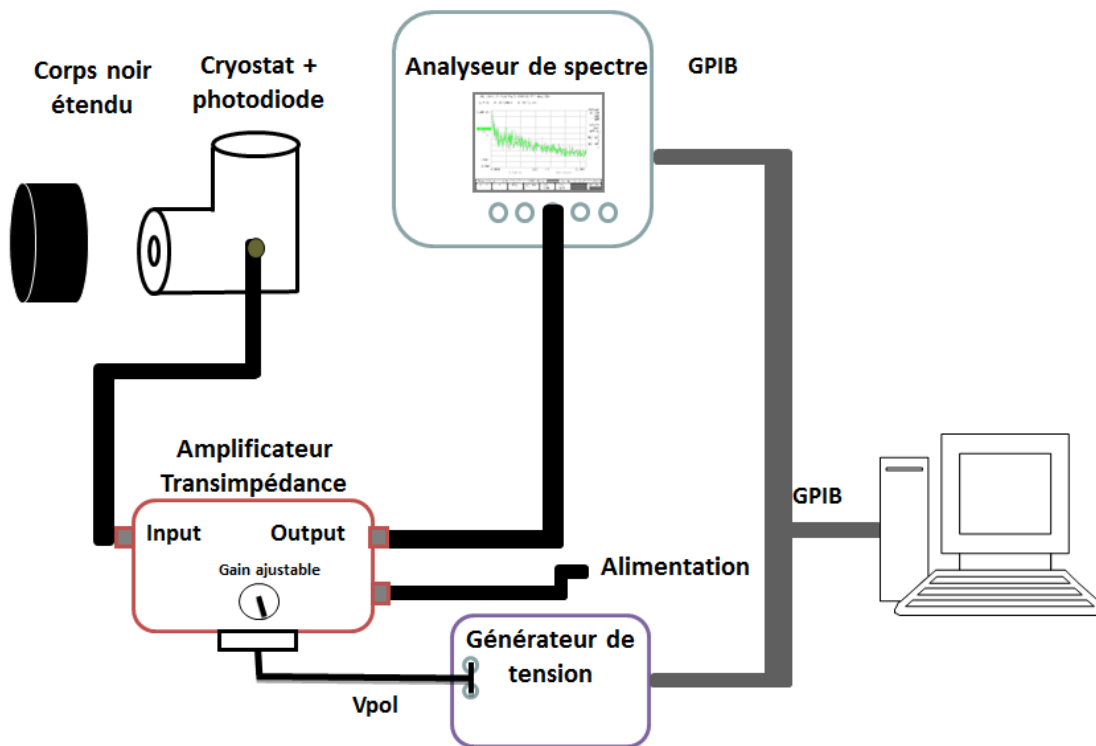 Corps noir
étendu
Cryostat +
photodiode
Analyseur de spectre
GPIB
Amplificateur
Transimpédance
Input
Output
Gain ajustable
Alimentation
GPIB
Générateur de
tension
Vpol